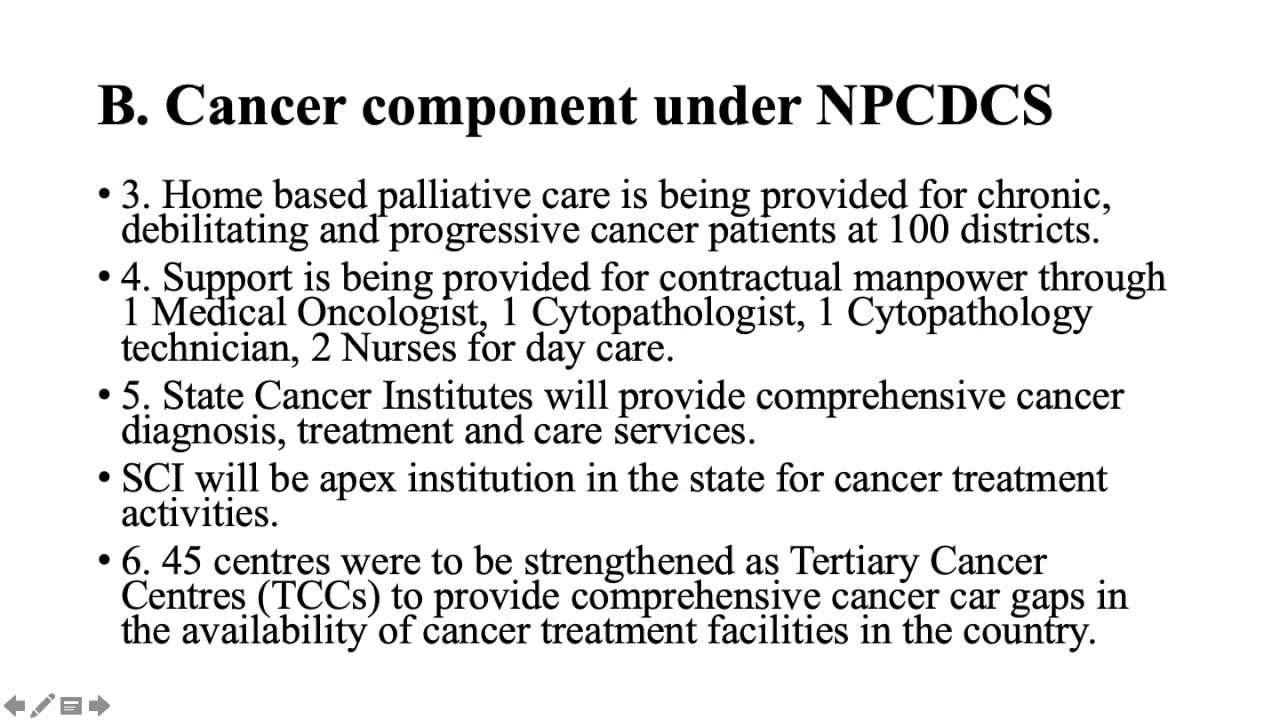 B. Cancer component under NPCDCS
• 3. Home based palliative care is being provided for chronic,
debilitating and progressive cancer patients at 100 districts.
• 4. Support is being provided for contractual manpower through
1 Medical Oncologist, 1 Cytopathologist, 1 Cytopathology
technician, 2 Nurses for day care.
• 5. State Cancer Institutes will provide comprehensive cancer
diagnosis, treatment and care services.
• SCI will be apex institution in the state for cancer treatment
activities.
• 6. 45 centres were to be strengthened as Tertiary Cancer
Centres (TCCs) to provide comprehensive cancer car gaps in
the availability of cancer treatment facilities in the country.